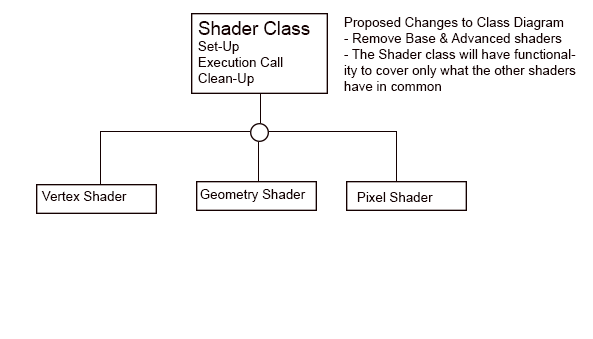 Shader Class
Set-Up
Execution Call
Clean-Up
Proposed Changes to Class Diagram
- Remove Base & Advanced shaders
- The Shader class will have functional-
ity to cover only what the other shaders
have in common
Vertex Shader
Geometry Shader
Pixel Shader